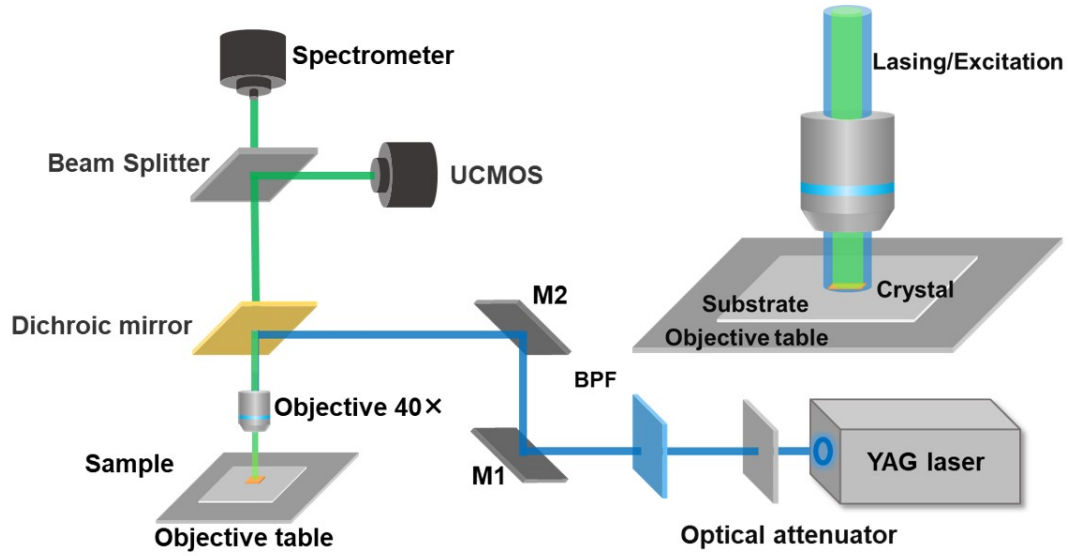 Spectrometer
Beam Splitter
UCMOS
Dichroic mirror
M2
Objective 40×
BPF
Sample
M1
Objective table
Optical attenuator
YAG laser
Lasing/Excitation
Crystal
Substrate
Objective table